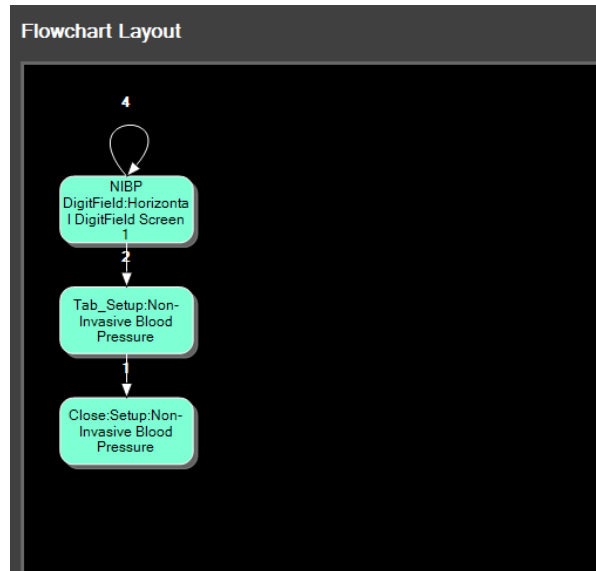 Flowchart Layout
4
NIBP
DigitField:Horizonta
l DigitField Screen
1
2
Tab_Setup:Non-
Invasive Blood
Pressure
1
Close:Setup:Non-
Invasive Blood
Pressure